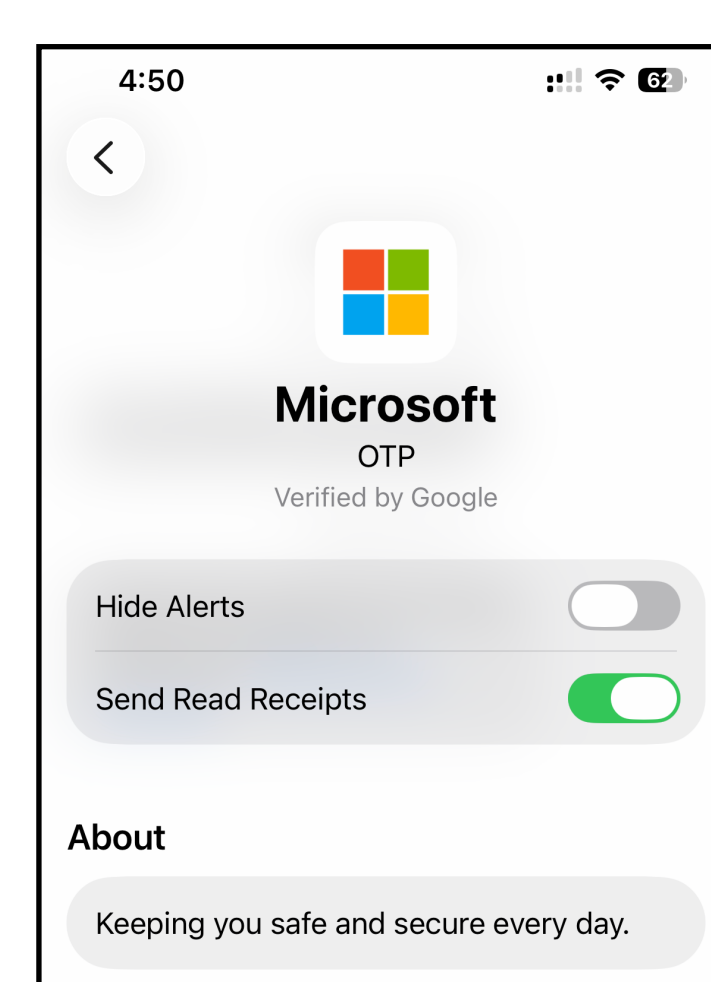 4:50
62
Microsoft
OTP
Verified by Google
Hide Alerts
Send Read Receipts
About
Keeping you safe and secure every day.